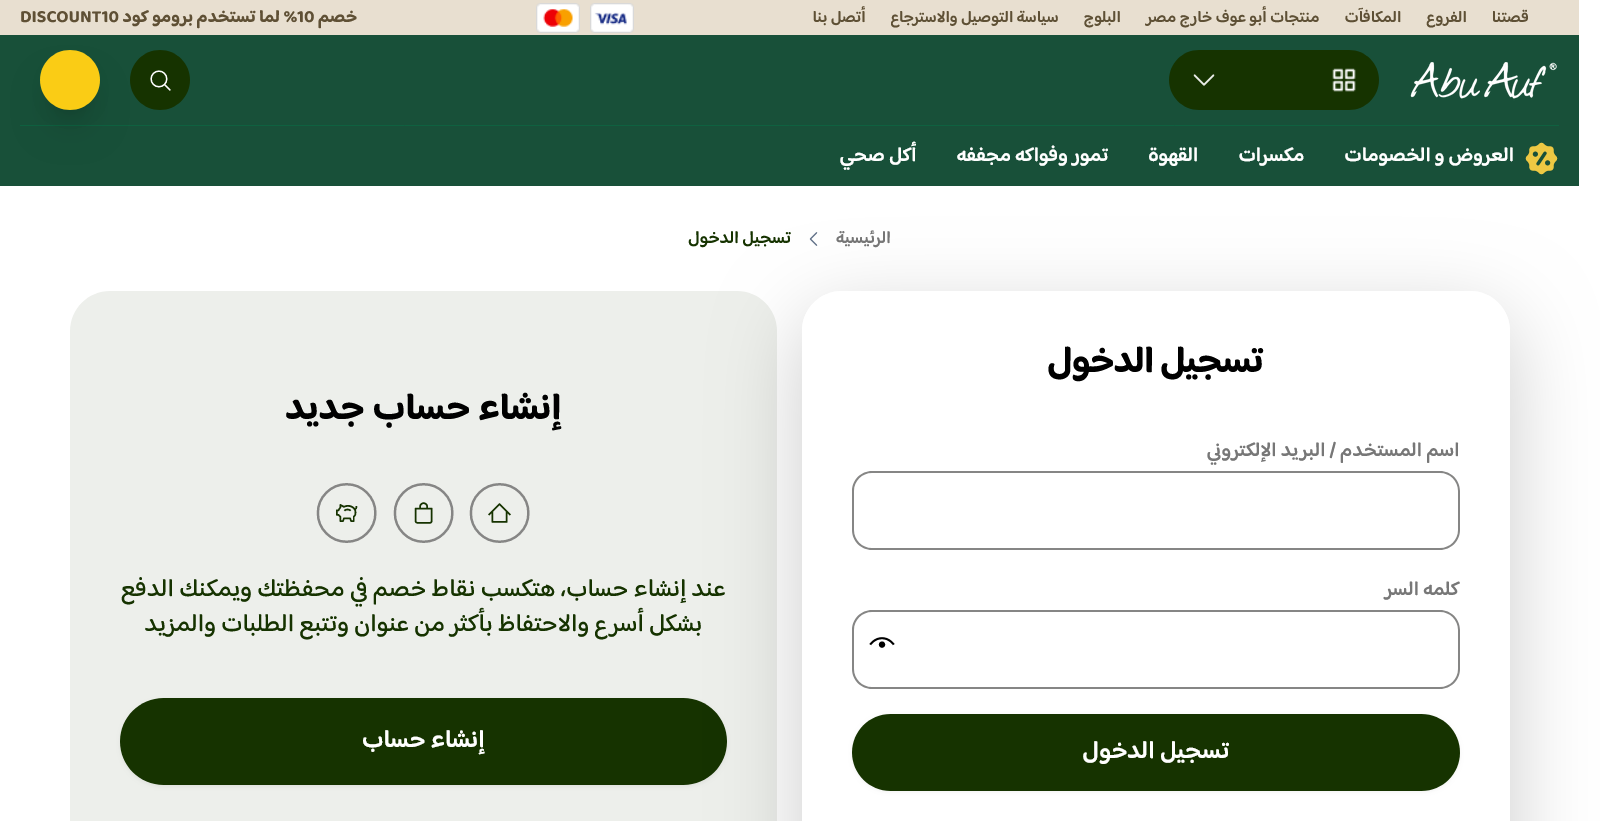 قصتنا
الفروع
المكافآت
منتجات أبو عوف خارج مصر
البلوج
سياسة التوصيل والاسترجاع
أتصل بنا
VISA
خصم 10% لما تستخدم برومو كود DISCOUNT10
Abu Auf®
العروض و الخصومات
مكسرات
القهوة
تمور وفواكه مجففه
أكل صحي
الرئيسية
تسجيل الدخول
تسجيل الدخول
اسم المستخدم / البريد الإلكتروني
كلمه السر
تسجيل الدخول
إنشاء حساب جديد
عند إنشاء حساب، هتكسب نقاط خصم في محفظتك ويمكنك الدفع
بشكل أسرع والاحتفاظ بأكثر من عنوان وتتبع الطلبات والمزيد
إنشاء حساب